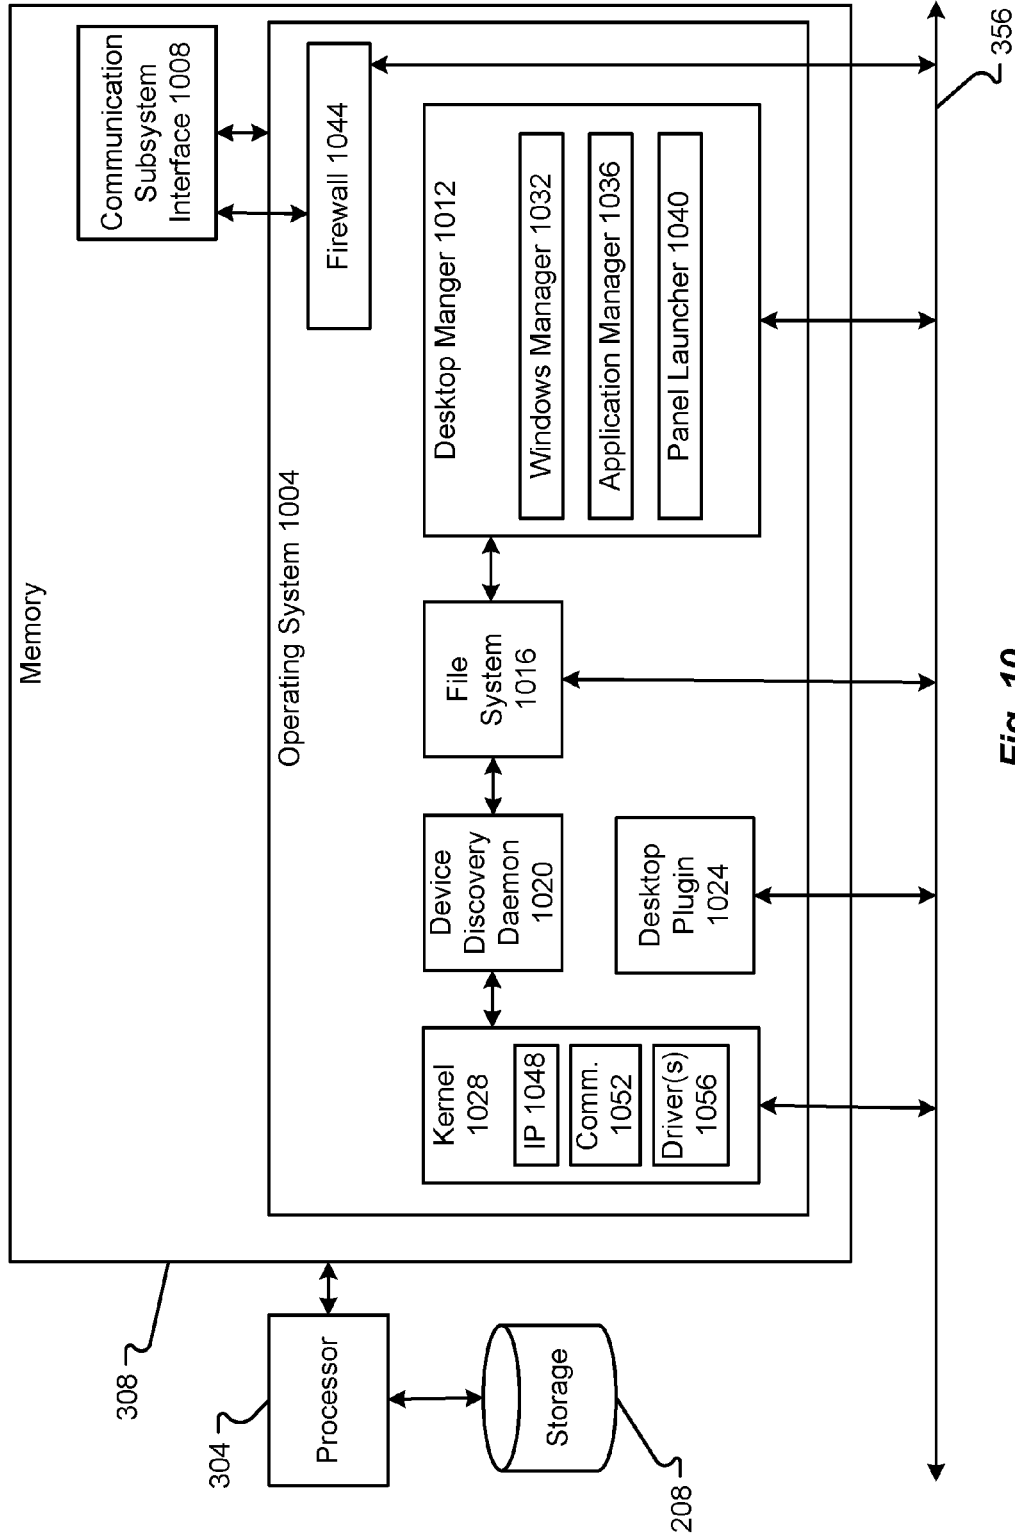 Memory
308
304
Processor
Storage
208
Operating System 1004
Communication
Subsystem
Interface 1008
Firewall 1044
Kernel
1028
IP 1048
Comm.
1052
Driver(s)
1056
Device
Discovery
Daemon
1020
Desktop
Plugin
1024
File
System
1016
Desktop Manger 1012
Windows Manager 1032
Application Manager 1036
Panel Launcher 1040
356
Fig. 10